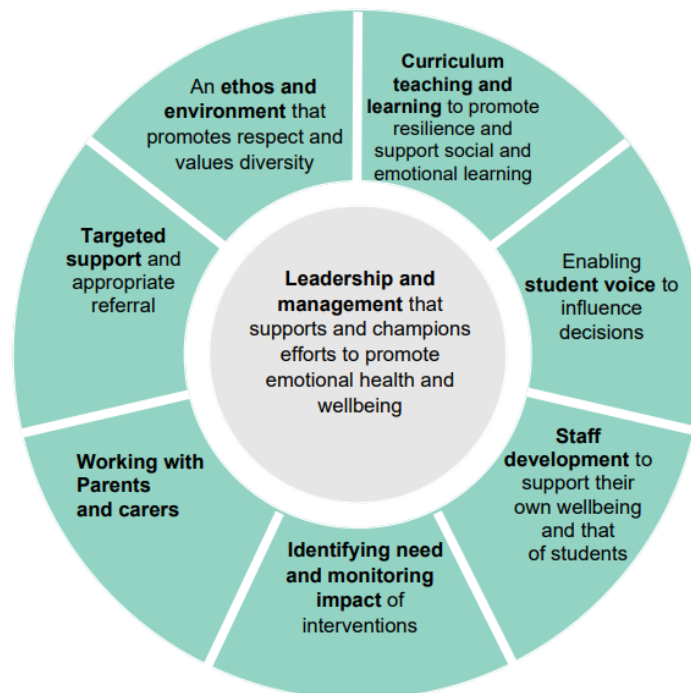 An ethos and
environment that
promotes respect and
values diversity
Curriculum
teaching and
learning to promote
resilience and
support social and
emotional learning
Enabling
student voice to
influence
decisions
Staff
development to
support their
own wellbeing
and that
of students
Identifying need
and monitoring
impact of
interventions
Working with
Parents
and carers
Targeted
support and
appropriate
referral
Leadership and
management that
supports and champions
efforts to promote
emotional health and
wellbeing